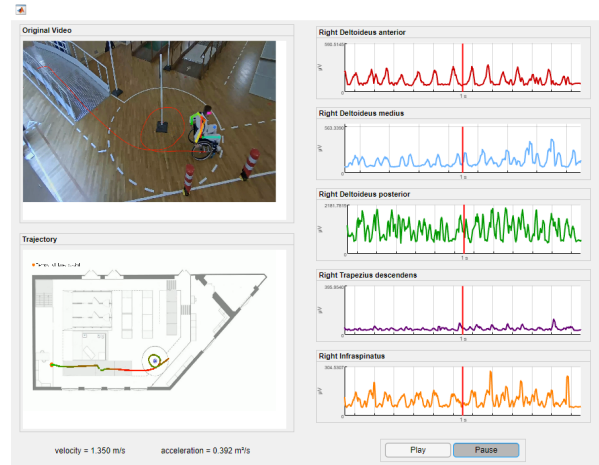 Original Video
Right Deltoideus anterior
µV
1 s
Right Deltoideus medius
µV
1 s
Right Deltoideus posterior
µV
1 s
Trajectory
Right Trapezius descendens
µV
1 s
Right Infraspinatus
µV
1 s
velocity = 1.350 m/s
acceleration = 0.392 m²/s
Play
Pause